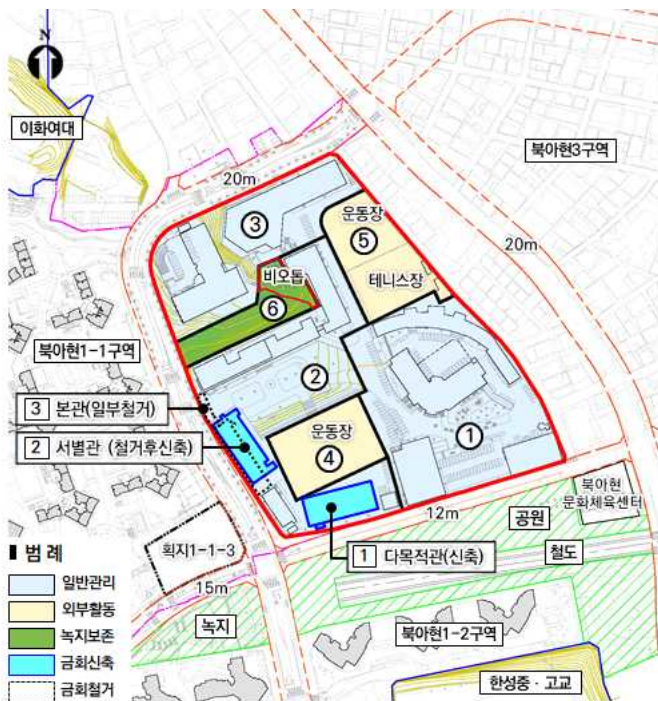 N
이화여대
북아현3구역
20m
③
운동장
⑤
20m
비오톱
테니스장
⑥
북아현1-1구역
②
3 본관(일부철거)
2 서별관 (철거후신축)
운동장
④
①
북아현
문화체육센터
12m
공원
1 다목적관(신축)
철도
획지1-1-3
15m
녹지
북아현1-2구역
한성중·고교
범례
일반관리
외부활동
녹지보존
금회신축
금회철거